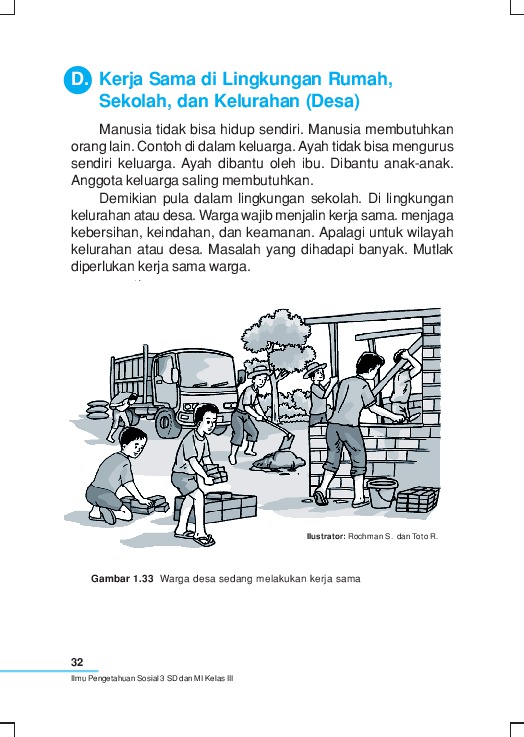 D. Kerja Sama di Lingkungan Rumah,
Sekolah, dan Kelurahan (Desa)
Manusia tidak bisa hidup sendiri. Manusia membutuhkan
orang lain. Contoh di dalam keluarga. Ayah tidak bisa mengurus
sendiri keluarga. Ayah dibantu oleh ibu. Dibantu anak-anak.
Anggota keluarga saling membutuhkan.
Demikian pula dalam lingkungan sekolah. Di lingkungan
kelurahan atau desa. Warga wajib menjalin kerja sama. menjaga
kebersihan, keindahan, dan keamanan. Apalagi untuk wilayah
kelurahan atau desa. Masalah yang dihadapi banyak. Mutlak
diperlukan kerja sama warga.
Ilustrator: Rochman S. dan Toto R.
Gambar 1.33 Warga desa sedang melakukan kerja sama
32
Ilmu Pengetahuan Sosial 3 SD dan MI Kelas III